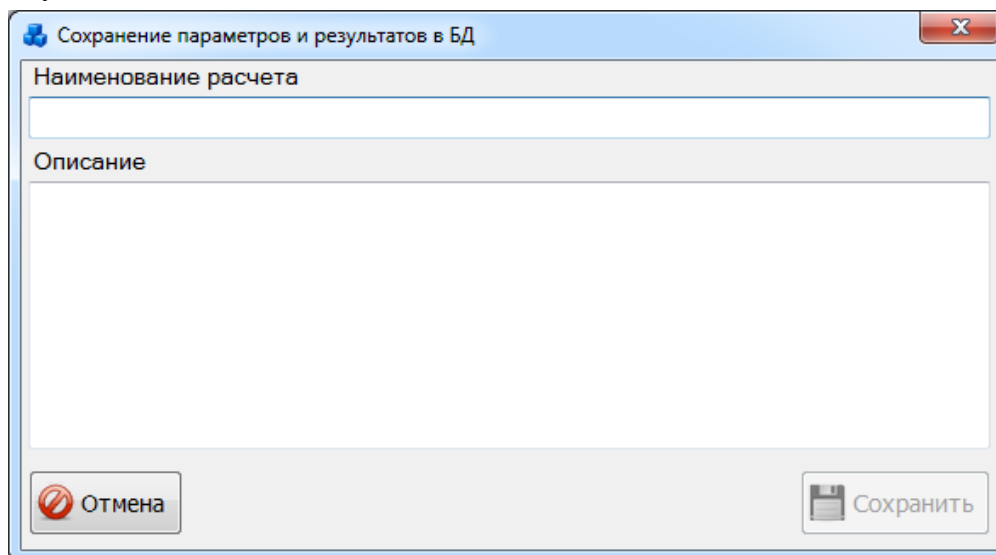 Сохранение параметров и результатов в БД
Наименование расчета
Описание
Отмена
Сохранить